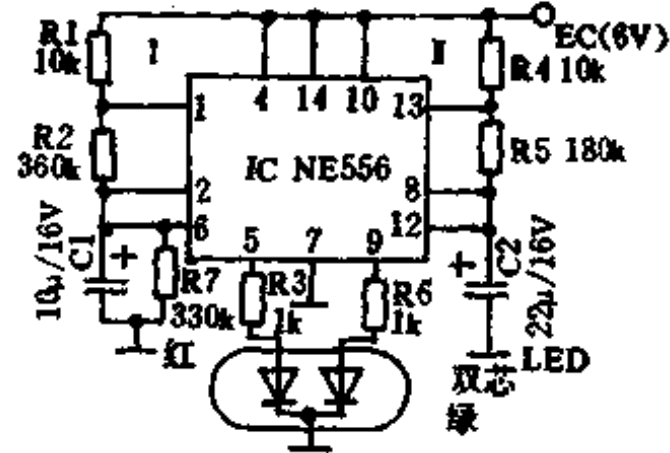 R1
10k
I
II
EC(6V)
R4 10k
4 14 10
1
13
R2
360k
IC NE556
R5 180k
2
8
6
12
5 7 9
10μ/16V
C1
+
R7
330k
R3
1k
R6
1k
+
C2
22μ/16V
红
LED
双芯
绿